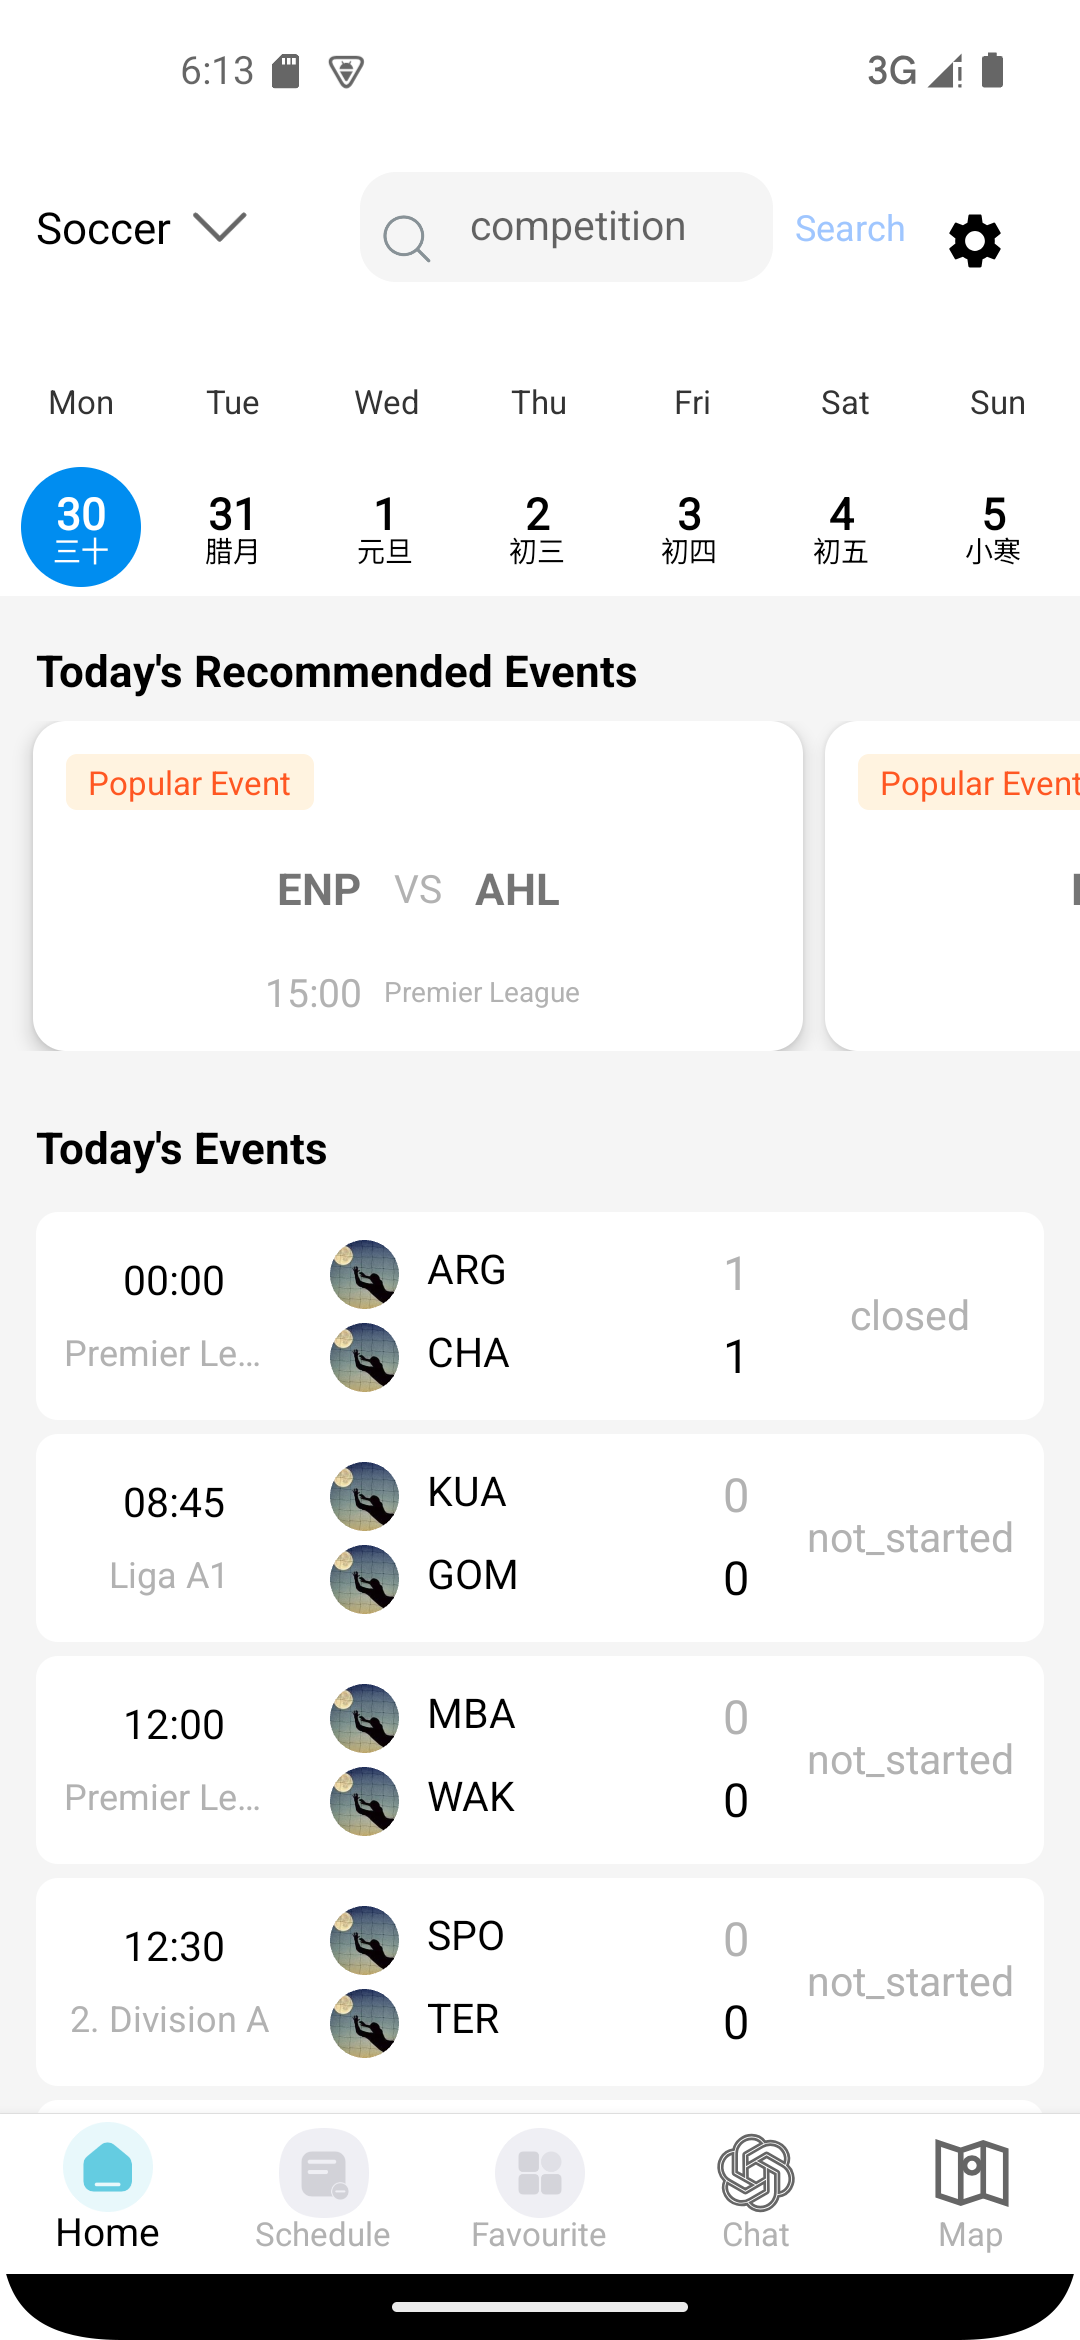 6:13 3G
Soccer competition Search
Mon Tue Wed Thu Fri Sat Sun
30 31 1 2 3 4 5
三十 腊月 元旦 初三 初四 初五 小寒
Today's Recommended Events
Popular Event Popular Event
ENP VS AHL
15:00 Premier League
Today's Events
00:00 ARG 1
Premier Le... CHA 1 closed
08:45 KUA 0
Liga A1 GOM 0 not_started
12:00 MBA 0
Premier Le... WAK 0 not_started
12:30 SPO 0
2. Division A TER 0 not_started
Home Schedule Favourite Chat Map